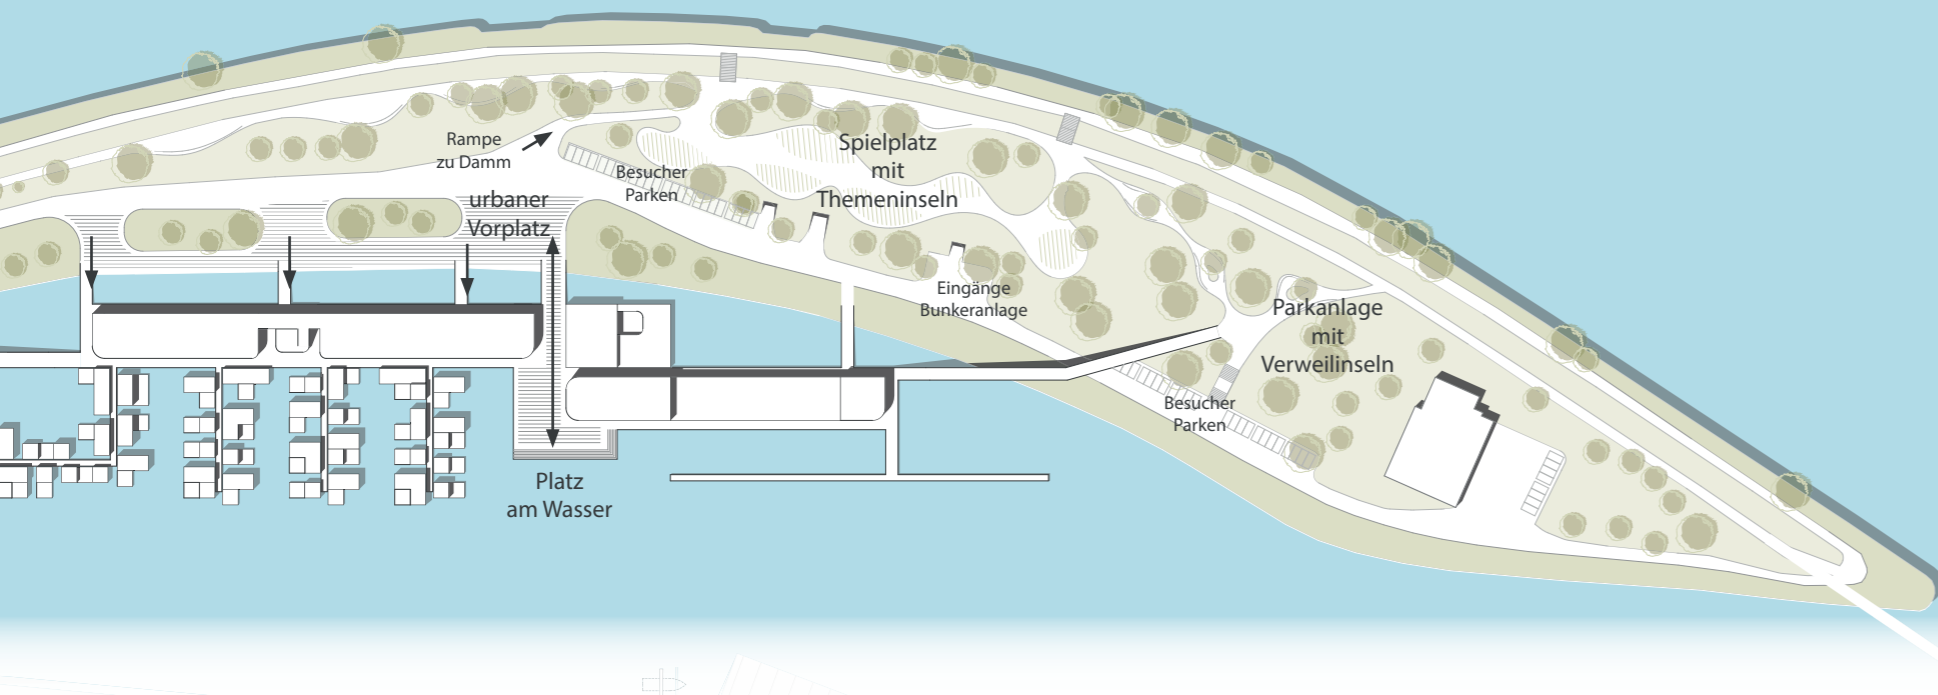 Rampe
zu Damm
urbaner
Vorplatz
Besucher
Parken
Spielplatz
mit
Themeninseln
Eingänge
Bunkeranlage
Parkanlage
mit
Verweilinseln
Besucher
Parken
Platz
am Wasser